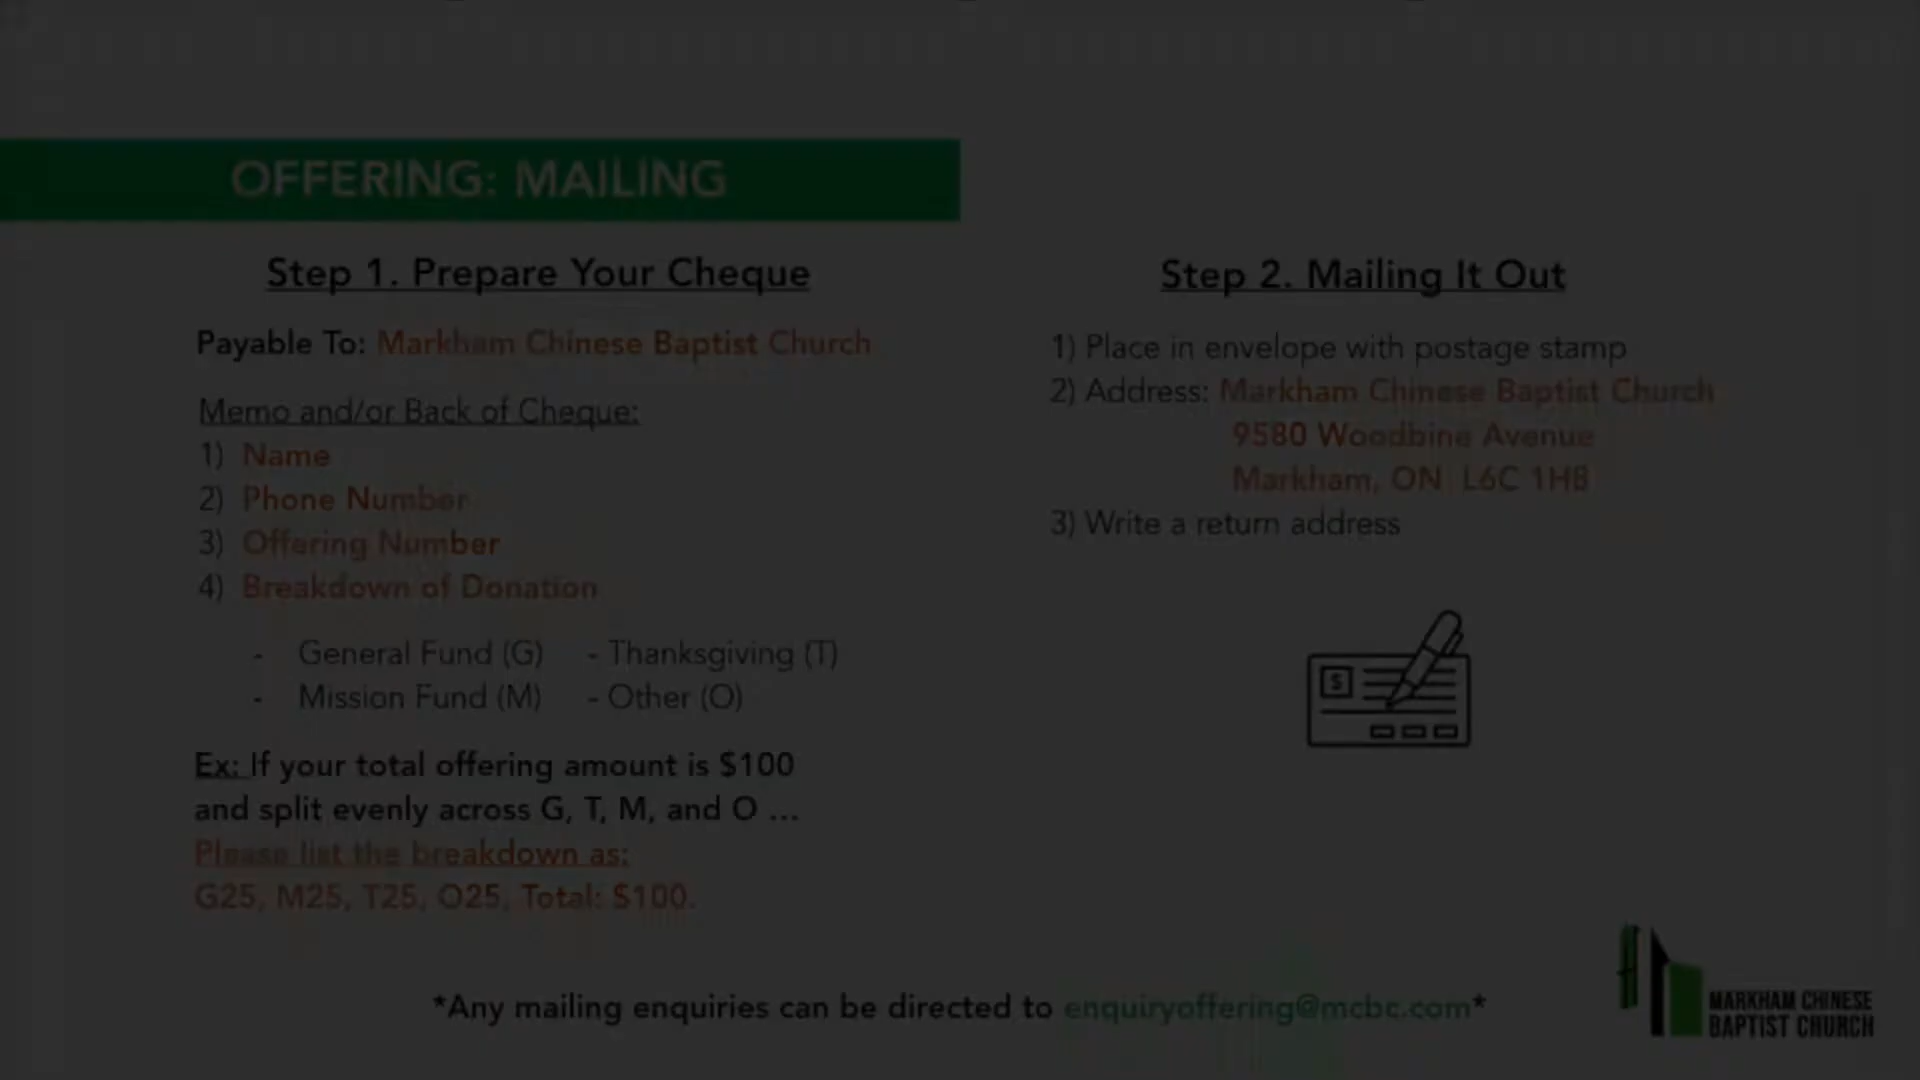 OFFERING: MAILING
Step 1. Prepare Your Cheque
Payable To: Markham Chinese Baptist Church
Memo and/or Back of Cheque:
1) Name
2) Phone Number
3) Offering Number
4) Breakdown of Donation
- General Fund (G) - Thanksgiving (T)
- Mission Fund (M) - Other (O)
Ex: If your total offering amount is $100
and split evenly across G, T, M, and O ...
Please list the breakdown as:
G25, M25, T25, O25, Total: $100.
Step 2. Mailing It Out
1) Place in envelope with postage stamp
2) Address: Markham Chinese Baptist Church
9580 Woodbine Avenue
Markham, ON L6C 1H8
3) Write a return address
$
*Any mailing enquiries can be directed to enquiryoffering@mcbc.com*
MARKHAM CHINESE
BAPTIST CHURCH